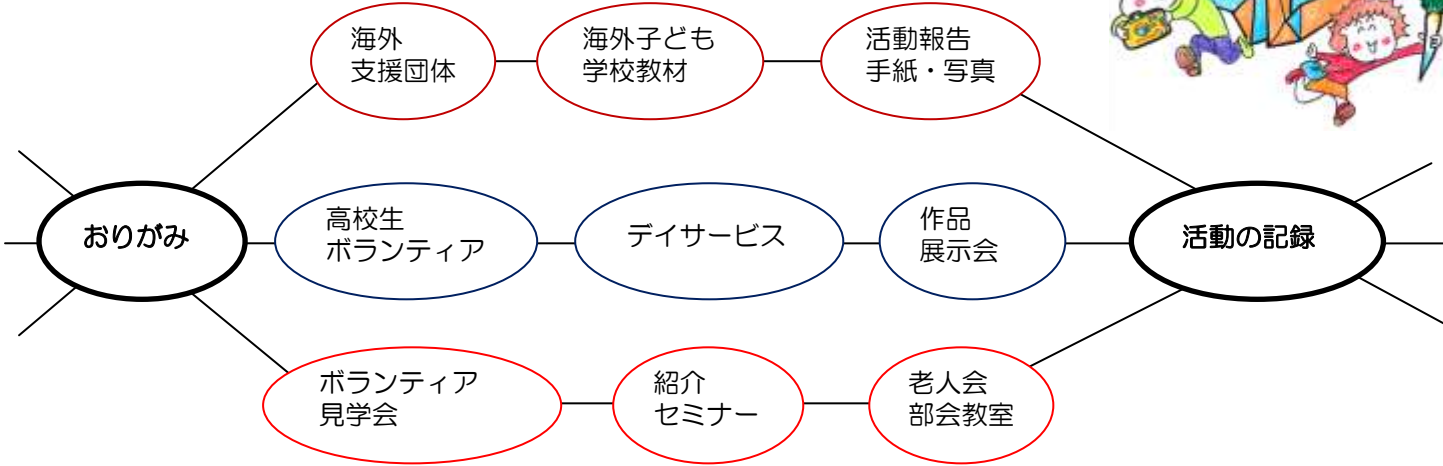 海外
支援団体
海外子ども
学校教材
活動報告
手紙・写真
おりがみ
高校生
ボランティア
デイサービス
作品
展示会
活動の記録
ボランティア
見学会
紹介
セミナー
老人会
部会教室